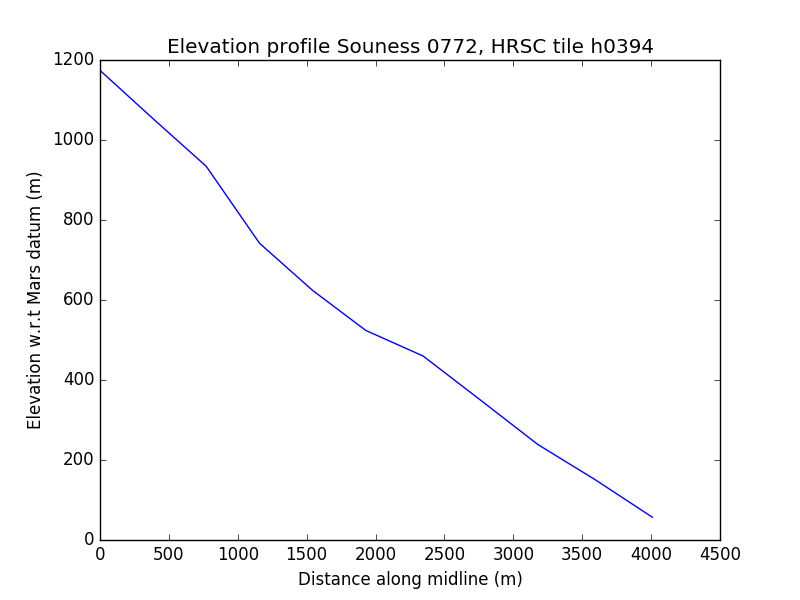 Elevation profile Souness 0772, HRSC tile h0394
1200
1000
800
600
400
200
0
Elevation w.r.t Mars datum (m)
0 500 1000 1500 2000 2500 3000 3500 4000 4500
Distance along midline (m)